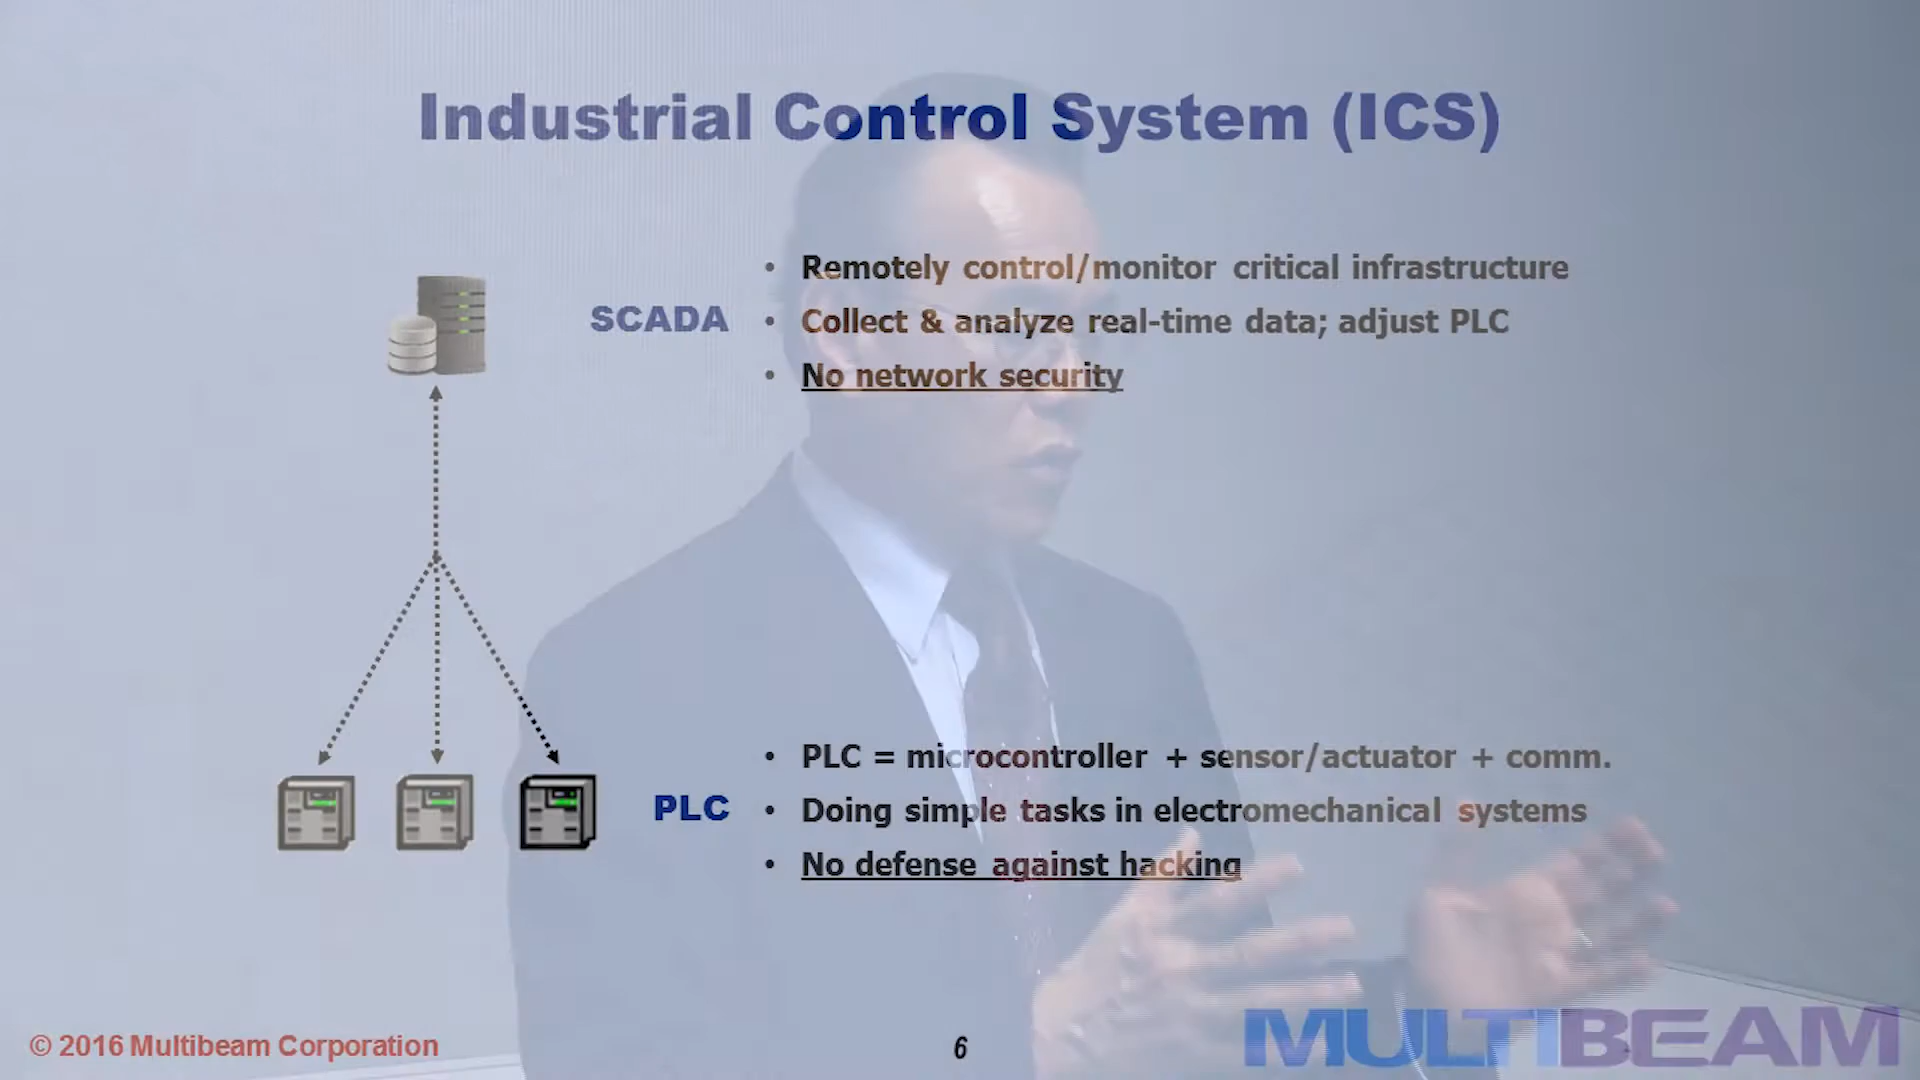 Industrial Control System (ICS)
• Remotely control/monitor critical infrastructure
SCADA • Collect & analyze real-time data; adjust PLC
• No network security
• PLC = microcontroller + sensor/actuator + comm.
PLC • Doing simple tasks in electromechanical systems
• No defense against hacking
© 2016 Multibeam Corporation 6 MULTIBEAM